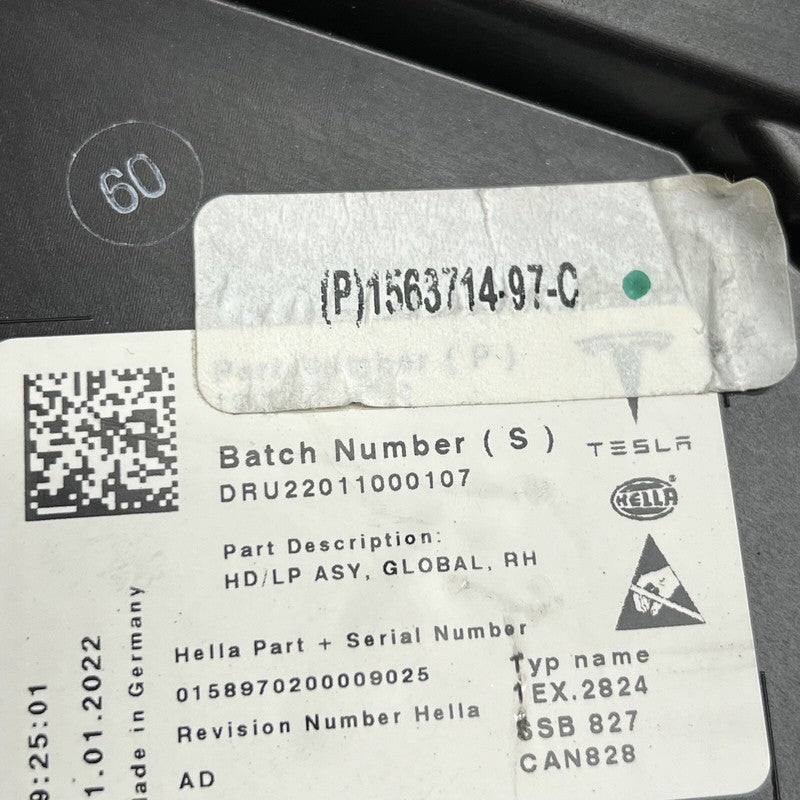 60
(P)1563714-97-C
Part Number ( P )
Batch Number ( S )
DRU22011000107
TESLA
HELLA
Part Description:
HD/LP ASY, GLOBAL, RH
Hella Part + Serial Number
0158970200009025
Revision Number Hella
AD
Typ name
1EX.2824
SSB 827
CAN828
9:25:01
1.01.2022
Made in Germany